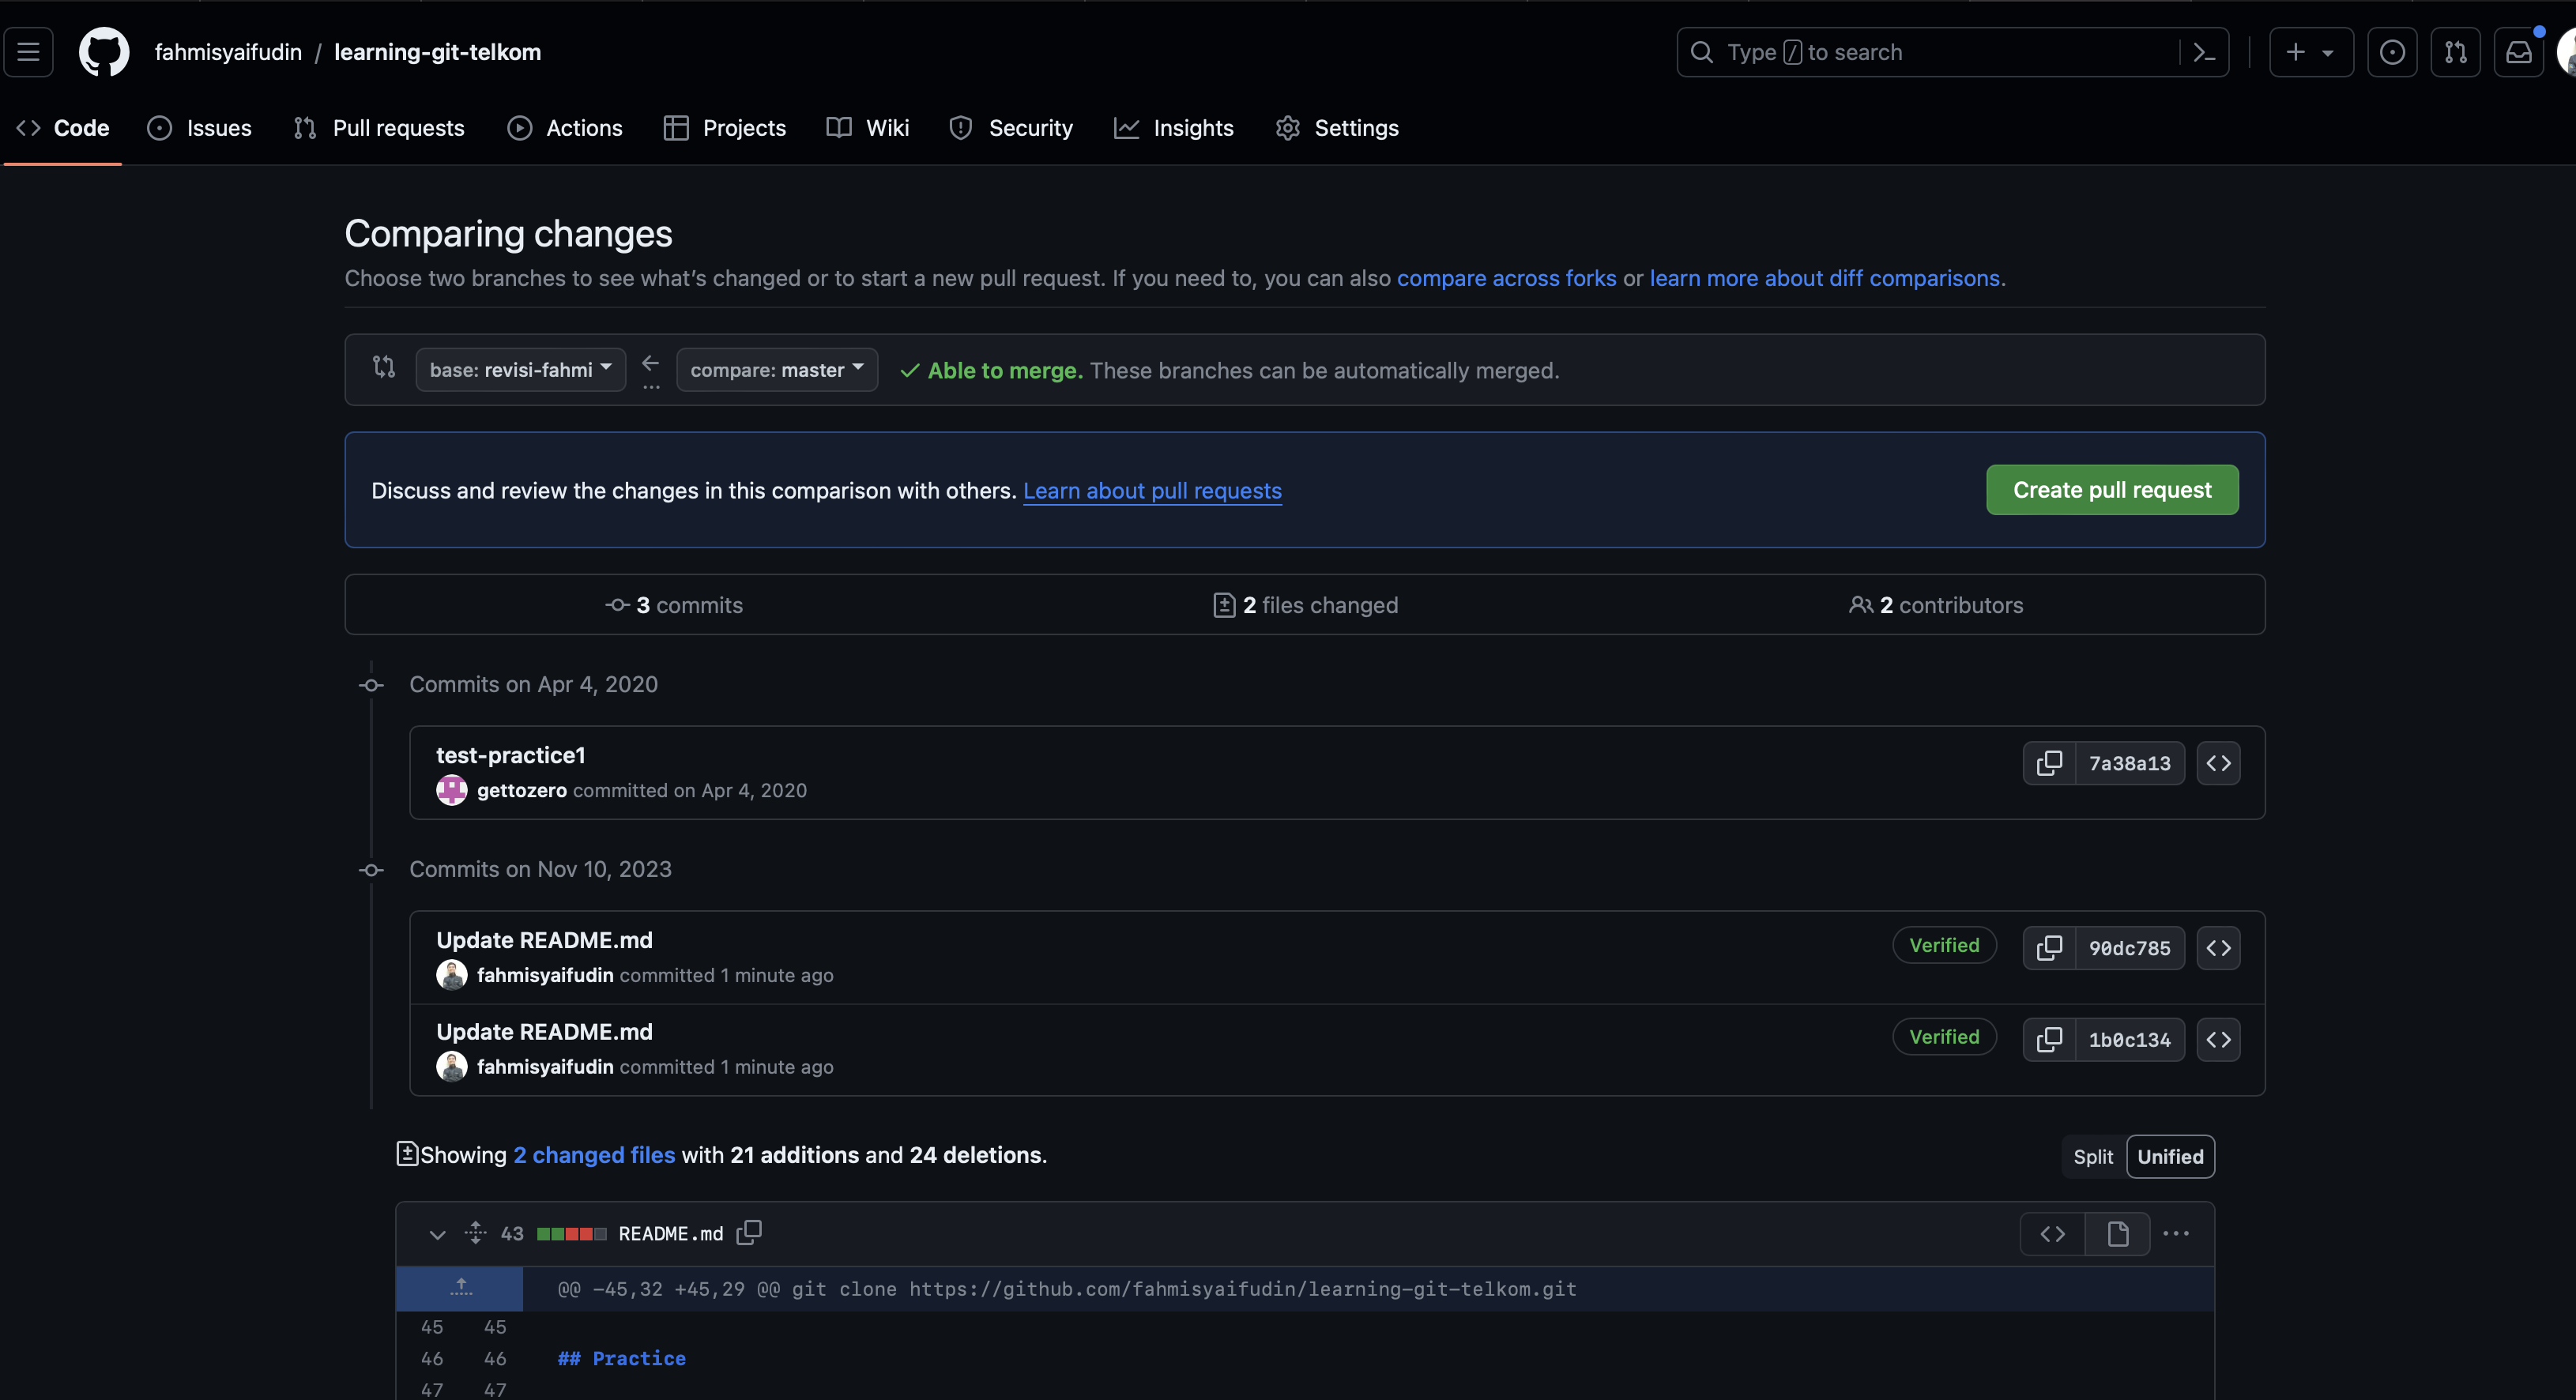 fahmisyaifudin / learning-git-telkom
Type / to search
Code Issues Pull requests Actions Projects Wiki Security Insights Settings
Comparing changes
Choose two branches to see what's changed or to start a new pull request. If you need to, you can also compare across forks or learn more about diff comparisons.
base: revisi-fahmi ← ... compare: master ✓ Able to merge. These branches can be automatically merged.
Discuss and review the changes in this comparison with others. Learn about pull requests
Create pull request
3 commits 2 files changed 2 contributors
Commits on Apr 4, 2020
test-practice1
gettozero committed on Apr 4, 2020
7a38a13
Commits on Nov 10, 2023
Update README.md
fahmisyaifudin committed 1 minute ago
Verified 90dc785
Update README.md
fahmisyaifudin committed 1 minute ago
Verified 1b0c134
Showing 2 changed files with 21 additions and 24 deletions.
Split Unified
43 README.md
@@ -45,32 +45,29 @@ git clone https://github.com/fahmisyaifudin/learning-git-telkom.git
45 45
46 46 ## Practice
47 47